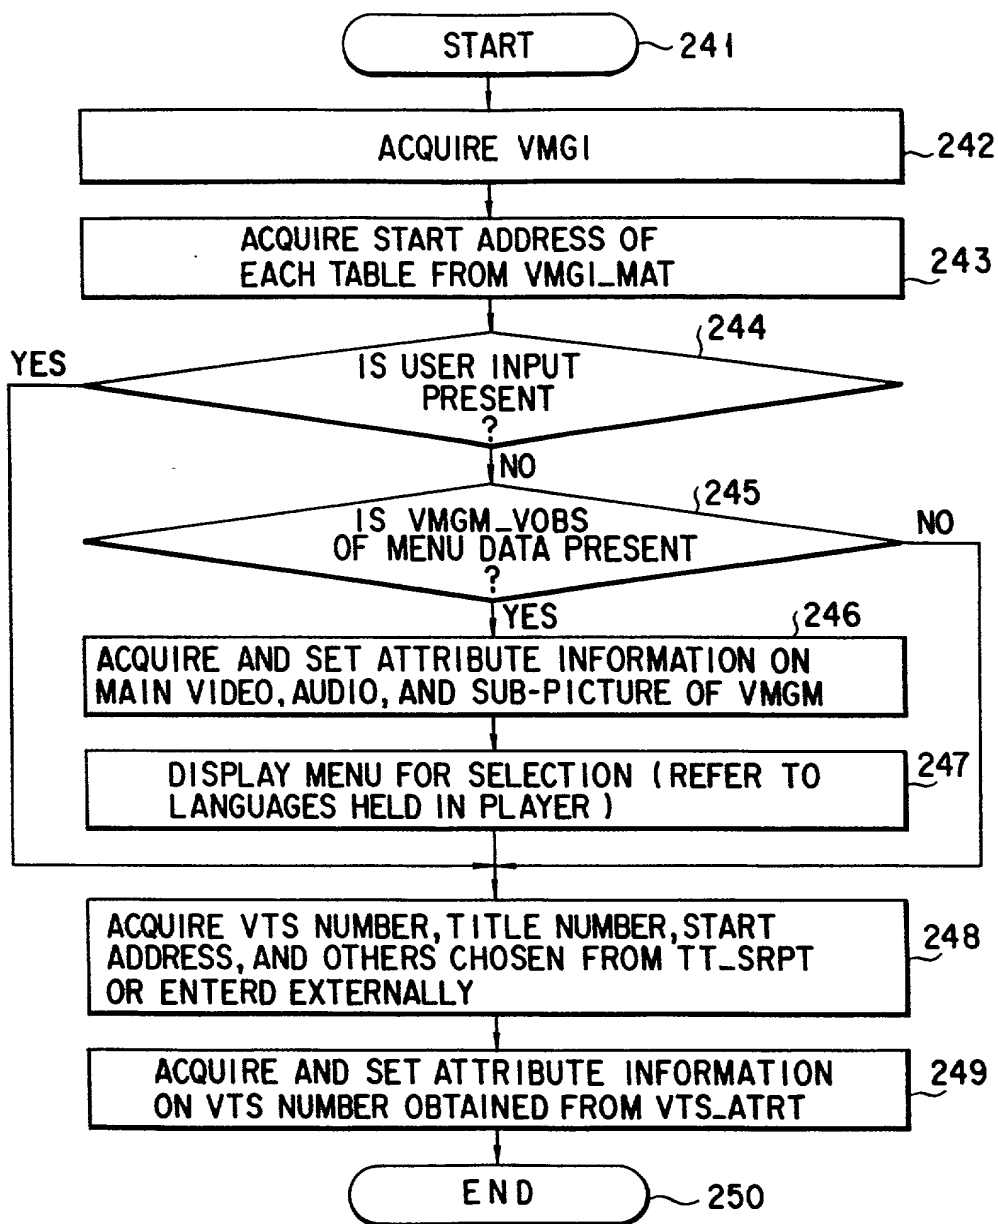 START
241
ACQUIRE VMGI
242
ACQUIRE START ADDRESS OF
EACH TABLE FROM VMGI_MAT
243
244
YES
IS USER INPUT
PRESENT
?
NO
245
IS VMGM_VOBS
OF MENU DATA PRESENT
?
NO
YES
246
ACQUIRE AND SET ATTRIBUTE INFORMATION ON
MAIN VIDEO, AUDIO, AND SUB-PICTURE OF VMGM
DISPLAY MENU FOR SELECTION (REFER TO
LANGUAGES HELD IN PLAYER)
247
ACQUIRE VTS NUMBER, TITLE NUMBER, START
ADDRESS, AND OTHERS CHOSEN FROM TT_SRPT
OR ENTERD EXTERNALLY
248
ACQUIRE AND SET ATTRIBUTE INFORMATION
ON VTS NUMBER OBTAINED FROM VTS_ATRT
249
END
250